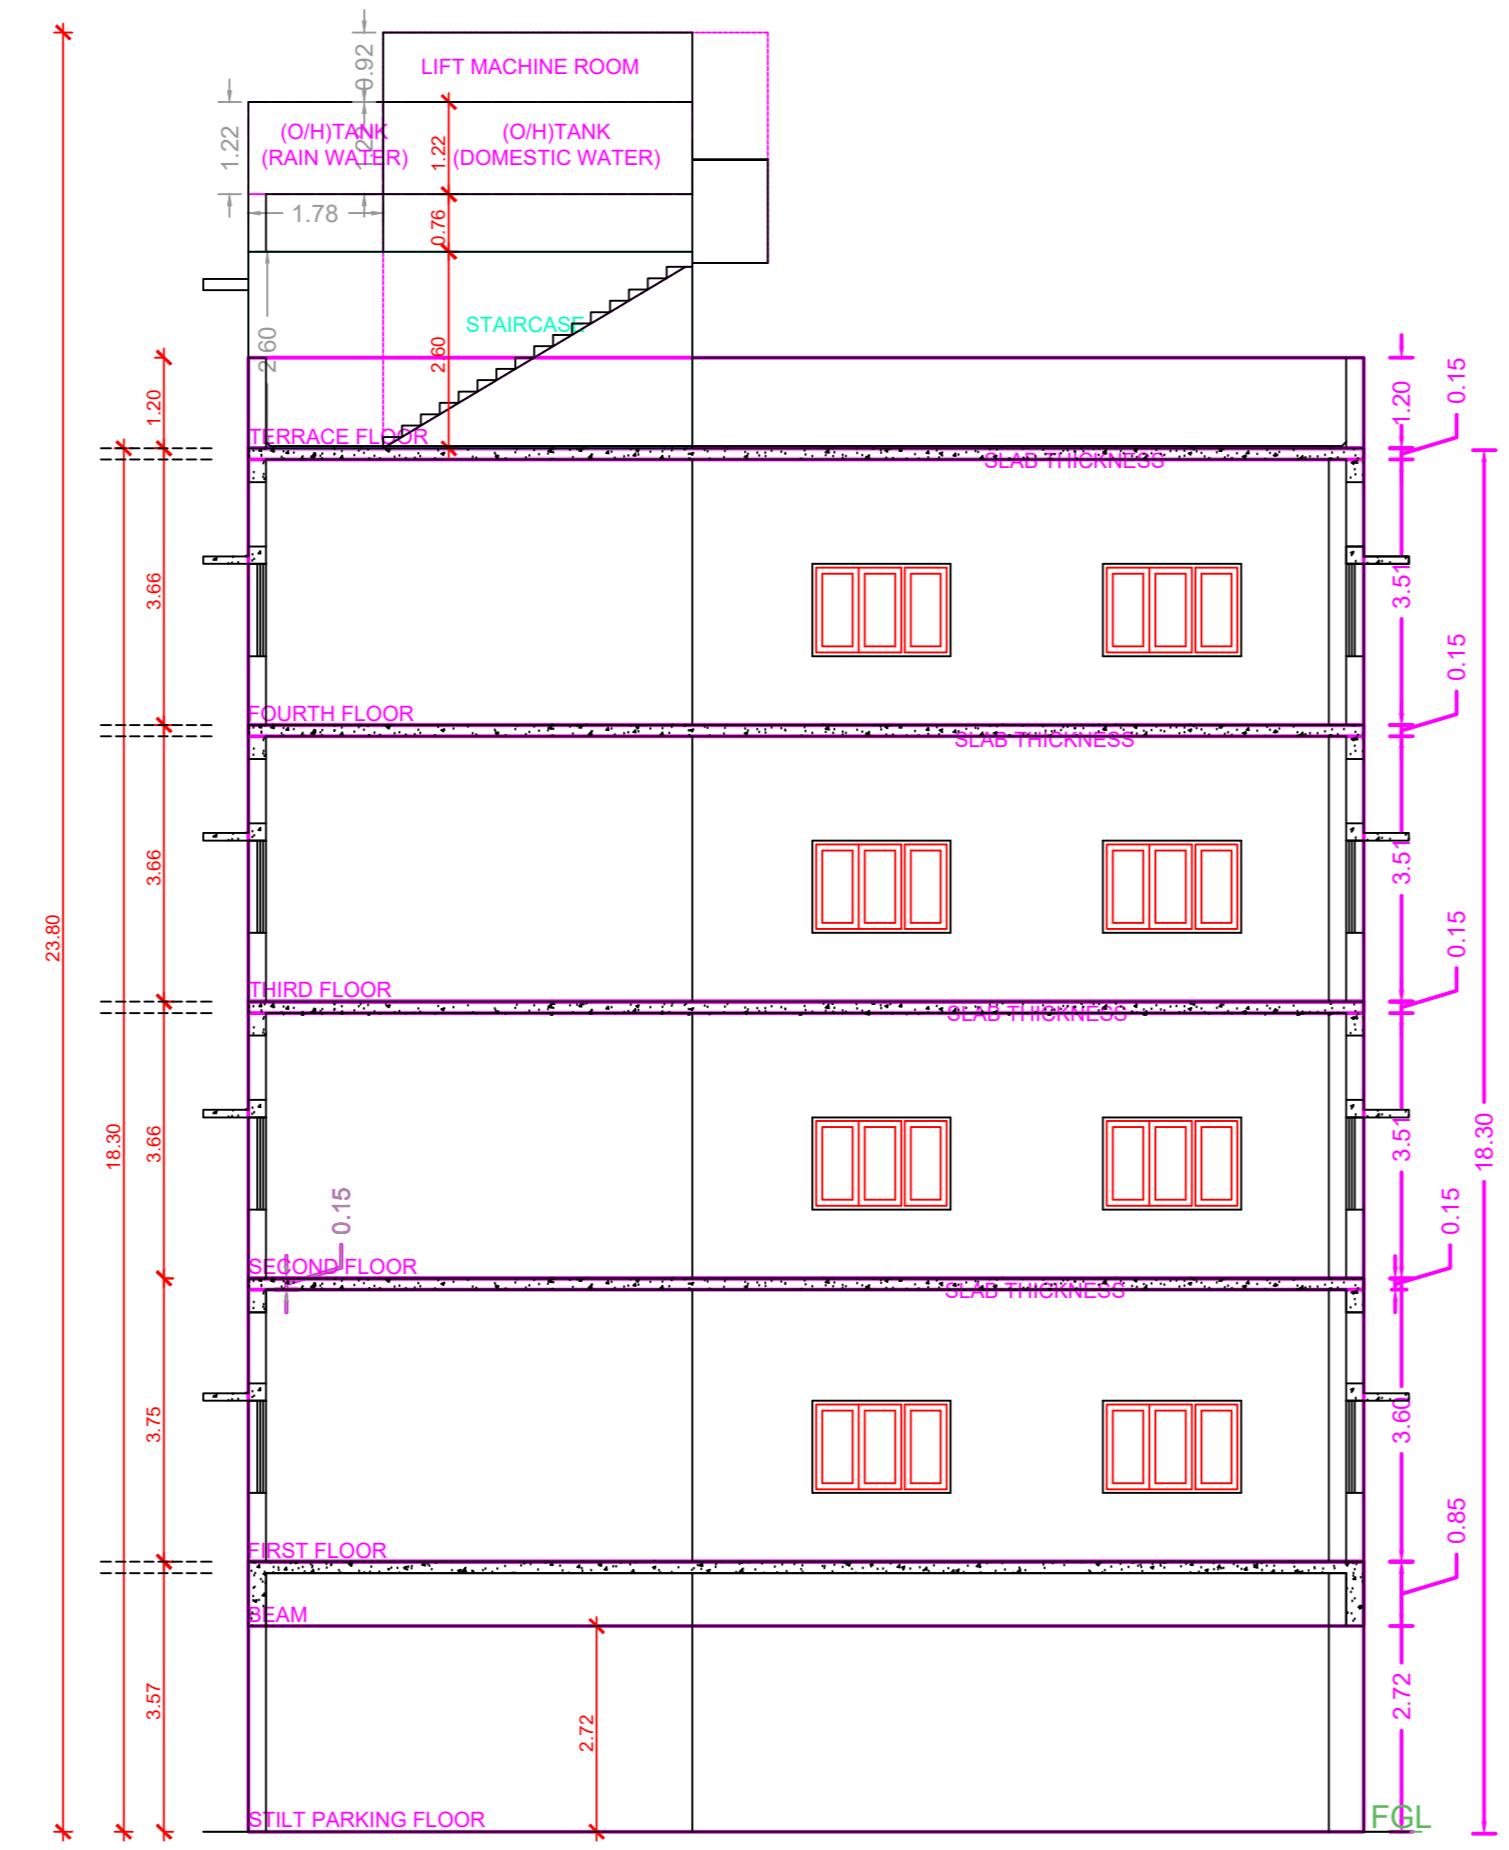 0.92
LIFT MACHINE ROOM
1.22
(O/H)TANK
(RAIN WATER)
1.22
1.22
(O/H)TANK
(DOMESTIC WATER)
1.78
0.76
2.60
2.60
STAIRCASE
1.20
1.20
0.15
TERRACE FLOOR
SLAB THICKNESS
3.66
3.51
0.15
FOURTH FLOOR
SLAB THICKNESS
3.66
3.51
23.80
0.15
THIRD FLOOR
SLAB THICKNESS
18.30
3.66
3.51
18.30
0.15
0.15
SECOND FLOOR
SLAB THICKNESS
3.75
3.60
0.85
FIRST FLOOR
BEAM
3.57
2.72
2.72
STILT PARKING FLOOR
FGL